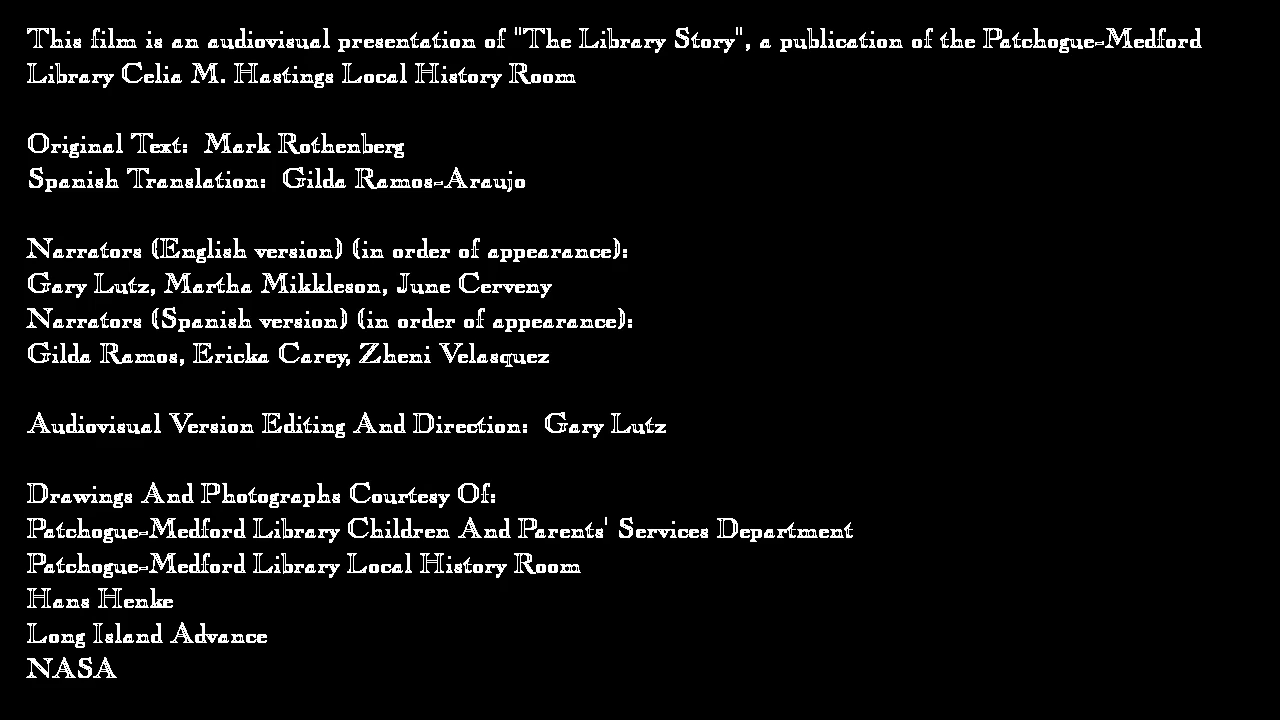 This film is an audiovisual presentation of "The Library Story", a publication of the Patchogue-Medford
Library Celia M. Hastings Local History Room
Original Text:  Mark Rothenberg
Spanish Translation:  Gilda Ramos-Araujo
Narrators (English version) (in order of appearance):
Gary Lutz, Martha Mikkleson, June Cerveny
Narrators (Spanish version) (in order of appearance):
Gilda Ramos, Ericka Carey, Zheni Velasquez
Audiovisual Version Editing And Direction:  Gary Lutz
Drawings And Photographs Courtesy Of:
Patchogue-Medford Library Children And Parents' Services Department
Patchogue-Medford Library Local History Room
Hans Henke
Long Island Advance
NASA